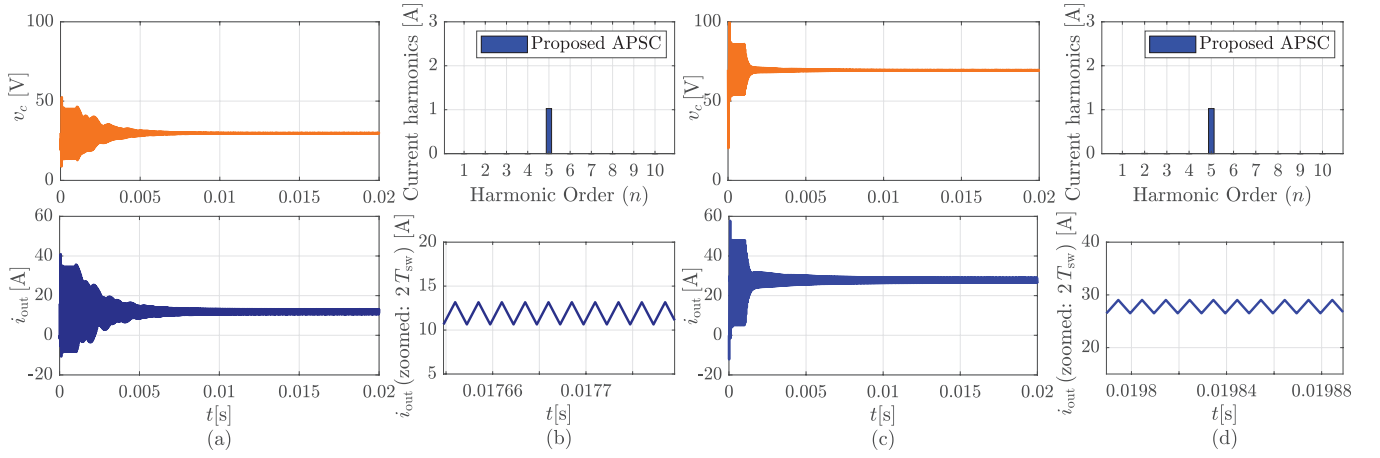 100
50
0
v_c [V]
0 0.005 0.01 0.015 0.02
60
40
20
0
-20
i_out [A]
0 0.005 0.01 0.015 0.02
t[s]
(a)
3
2
1
0
Current harmonics [A]
Proposed APSC
1 2 3 4 5 6 7 8 9 10
Harmonic Order (n)
20
15
10
5
i_out (zoomed: 2 T_sw) [A]
0.01766 0.0177
t[s]
(b)
100
50
0
v_c [V]
0 0.005 0.01 0.015 0.02
60
40
20
0
-20
i_out [A]
0 0.005 0.01 0.015 0.02
t[s]
(c)
3
2
1
0
Current harmonics [A]
Proposed APSC
1 2 3 4 5 6 7 8 9 10
Harmonic Order (n)
40
30
20
i_out (zoomed: 2 T_sw) [A]
0.0198 0.01984 0.01988
t[s]
(d)